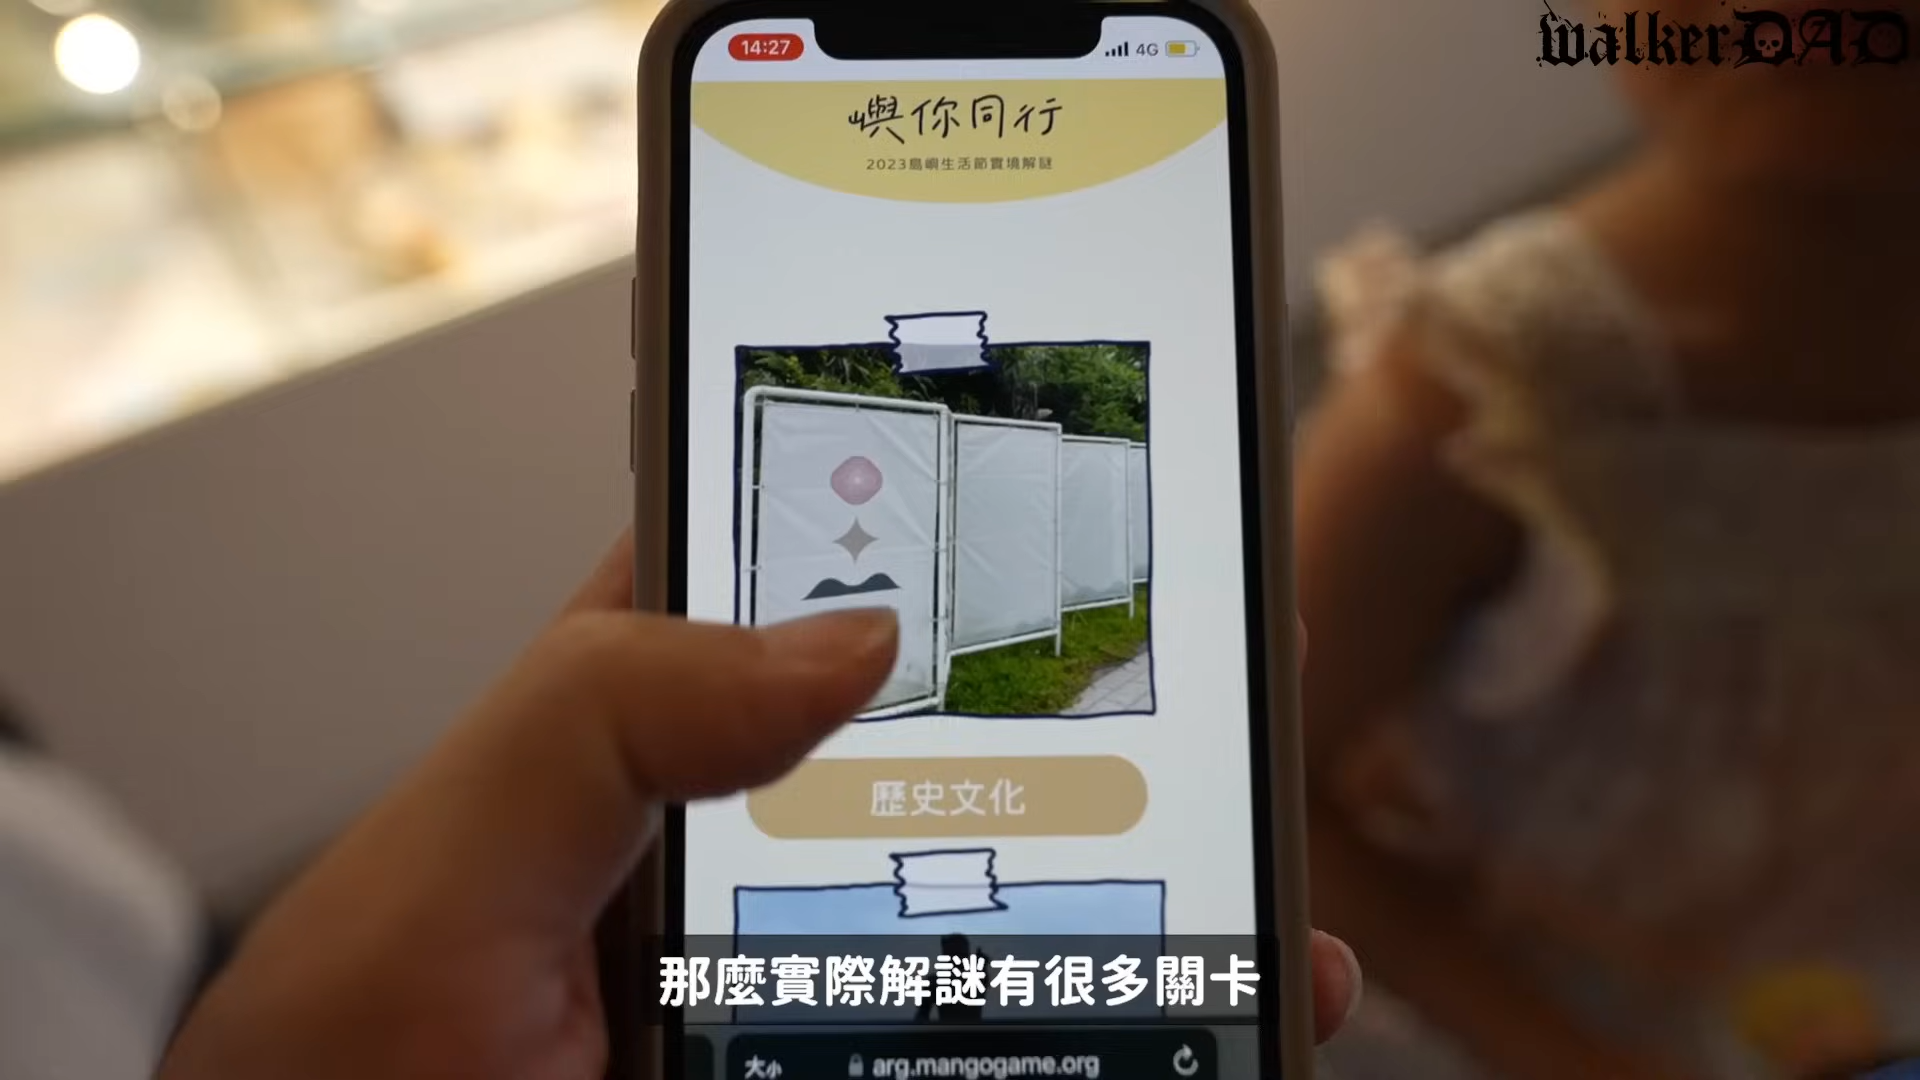 walkerDAD
14:27
4G
嶼你同行
2023島嶼生活節實境解謎
歷史文化
那麼實際解謎有很多關卡
大小
arg.mangogame.org